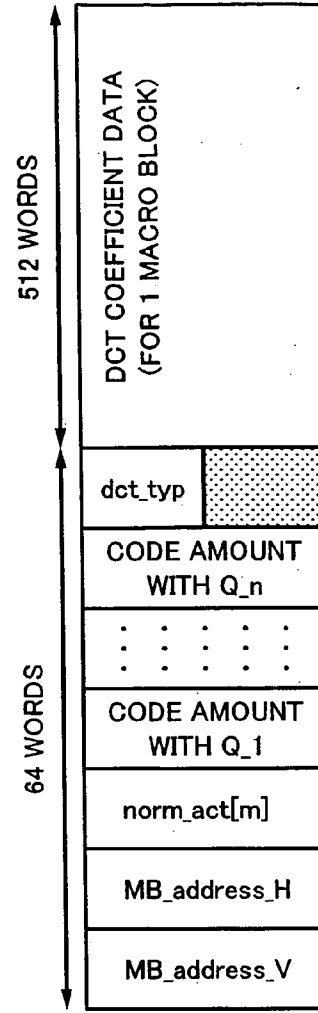 512 WORDS
DCT COEFFICIENT DATA
(FOR 1 MACRO BLOCK)
64 WORDS
dct_typ
CODE AMOUNT
WITH Q_n
CODE AMOUNT
WITH Q_1
norm_act[m]
MB_address_H
MB_address_V